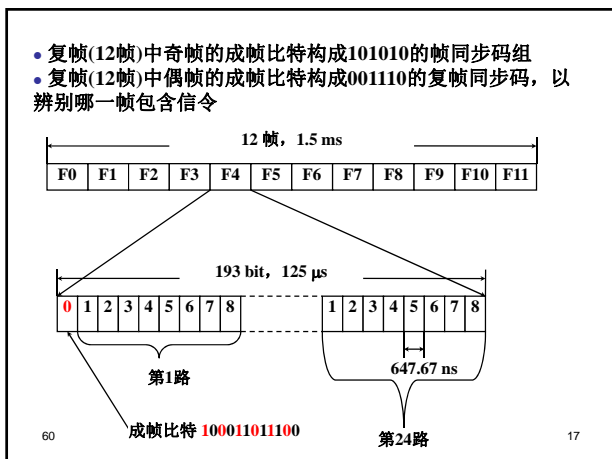 • 复帧(12帧)中奇帧的成帧比特构成101010的帧同步码组
• 复帧(12帧)中偶帧的成帧比特构成001110的复帧同步码，以
辨别哪一帧包含信令
12 帧，1.5 ms
F0 F1 F2 F3 F4 F5 F6 F7 F8 F9 F10 F11
193 bit，125 μs
0 1 2 3 4 5 6 7 8 1 2 3 4 5 6 7 8
647.67 ns
第1路
成帧比特 100011011100
第24路
60
17